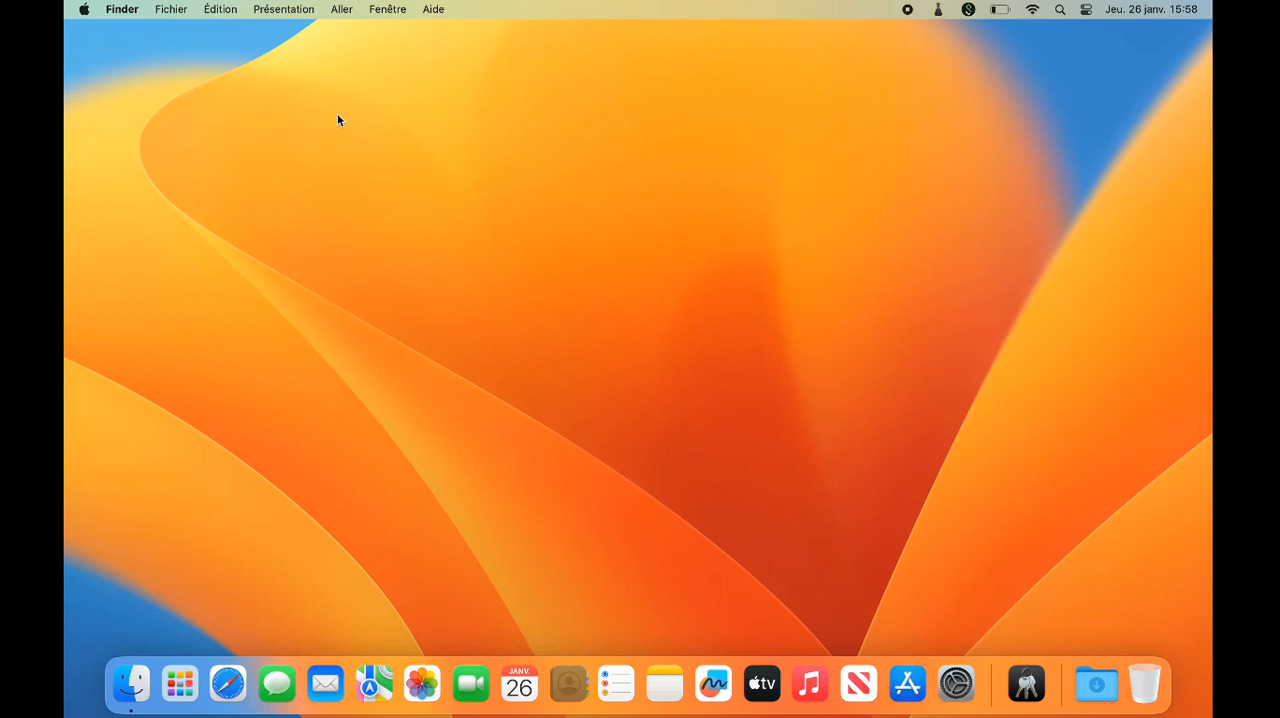 Finder Fichier Édition Présentation Aller Fenêtre Aide Jeu. 26 janv. 15:58
JANV.
26
tv